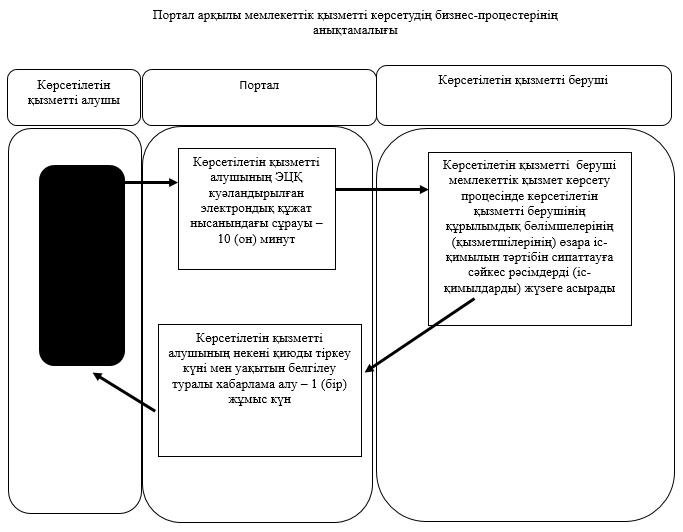 Портал арқылы мемлекеттік қызметті көрсетудің бизнес-процестерінің
анықтамалығы
Көрсетілетін
қызметті алушы
Портал
Көрсетілетін қызметті беруші
Көрсетілетін қызметті
алушының ЭЦҚ
куәландырылған
электрондық құжат
нысанындағы сұрауы –
10 (он) минут
Көрсетілетін қызметті беруші
мемлекеттік қызмет көрсету
процесінде көрсетілетін
қызметті берушінің
құрылымдық бөлімшелерінің
(қызметшілерінің) өзара іс-
қимылын тәртібін сипаттауға
сәйкес рәсімдерді (іс-
қимылдарды) жүзеге асырады
Көрсетілетін қызметті
алушының некені қиюды тіркеу
күні мен уақытын белгілеу
туралы хабарлама алу – 1 (бір)
жұмыс күн